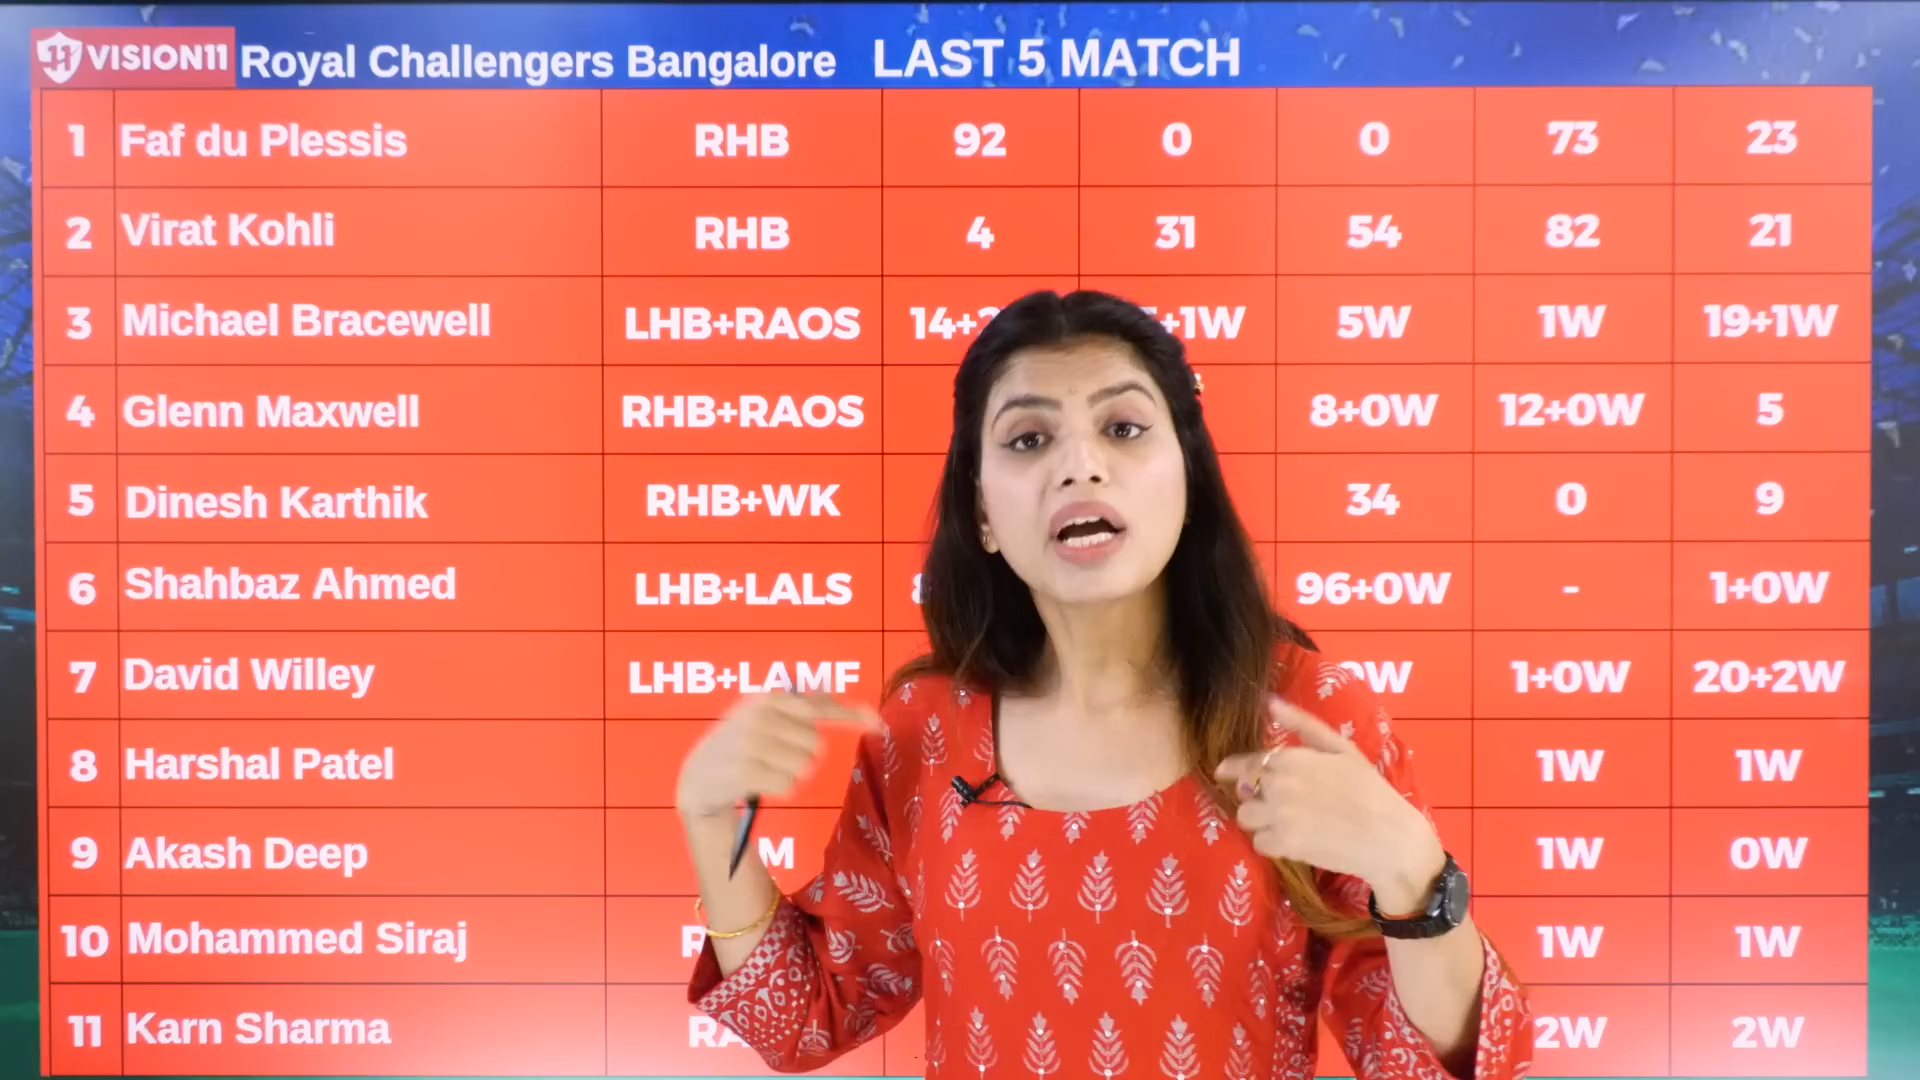 VISION11 Royal Challengers Bangalore LAST 5 MATCH
1 Faf du Plessis RHB 92 0 0 73 23
2 Virat Kohli RHB 4 31 54 82 21
3 Michael Bracewell LHB+RAOS +1W 5W 1W 19+1W
4 Glenn Maxwell RHB+RAOS 8+0W 12+0W 5
5 Dinesh Karthik RHB+WK 34 0 9
6 Shahbaz Ahmed LHB+LALS 96+0W - 1+0W
7 David Willey LHB+LAMF 1+0W 20+2W
8 Harshal Patel 1W 1W
9 Akash Deep 1W 0W
10 Mohammed Siraj 1W 1W
11 Karn Sharma 2W 2W